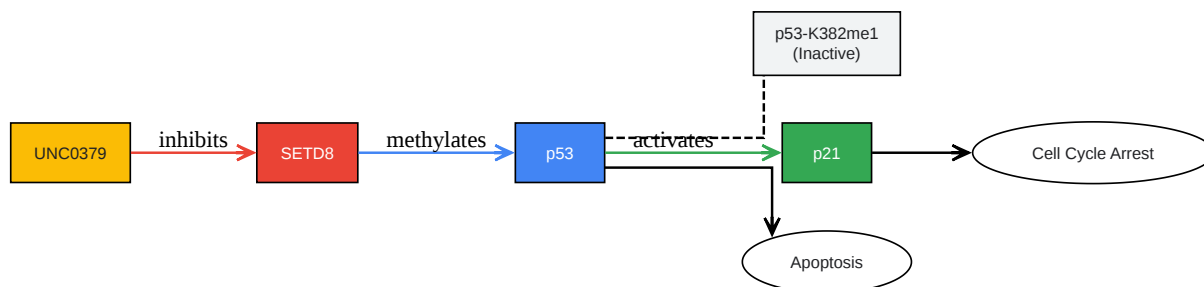 p53-K382me1
(Inactive)
UNC0379
inhibits
SETD8
methylates
p53
activates
p21
Cell Cycle Arrest
Apoptosis